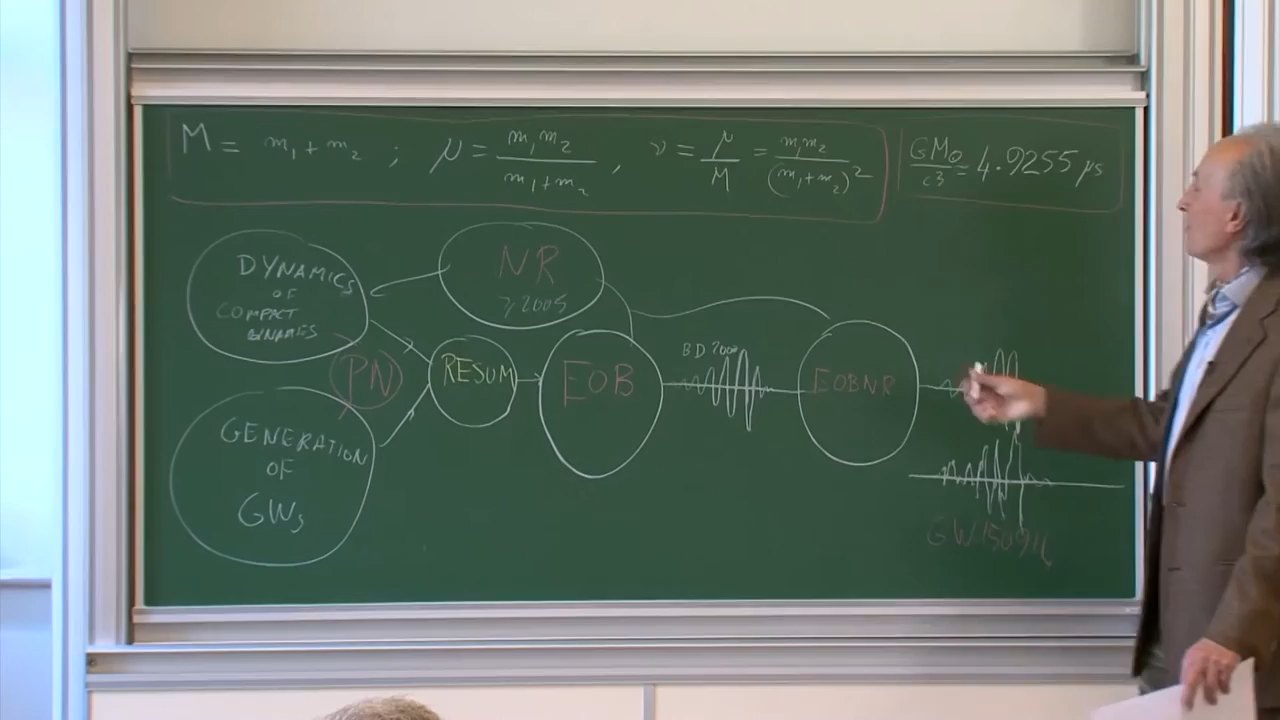 M = m₁ + m₂ ; μ = m₁m₂/(m₁+m₂) , ν = μ/M = m₁m₂/(m₁+m₂)²
GM⊙/c³ = 4.9255 μs
DYNAMICS
OF
COMPACT
BINARIES
NR
≥2005
PN
RESUM
EOB
BD 2000
EOBNR
GENERATION
OF
GWs
GW150914